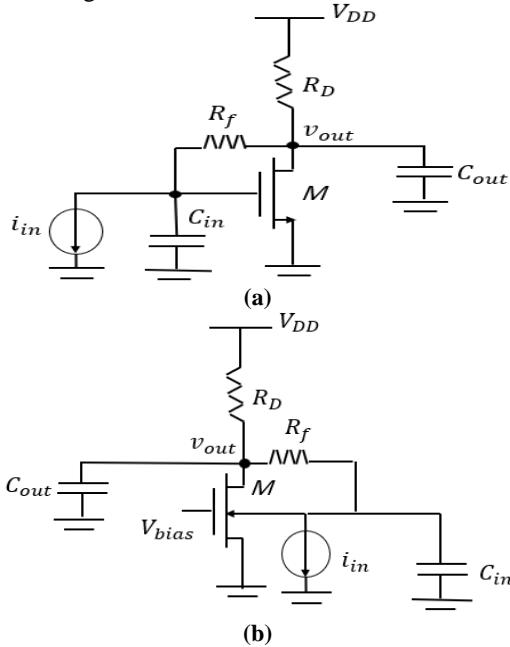 V_DD
R_D
R_f
v_out
C_out
M
C_in
i_in
(a)
V_DD
R_D
R_f
v_out
C_out
M
V_bias
i_in
C_in
(b)